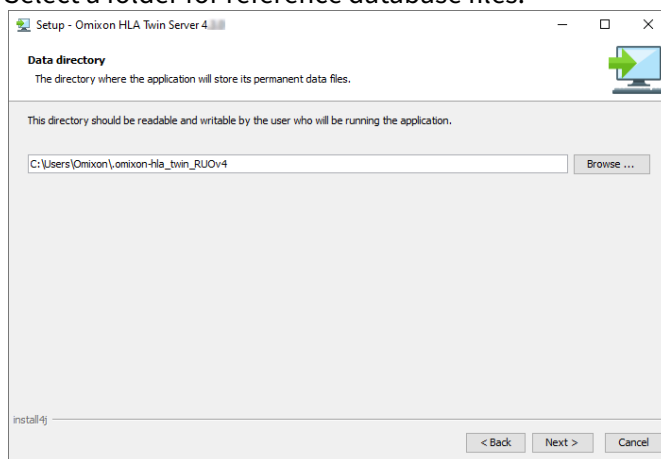 Select a folder for reference database files.
Setup - Omixon HLA Twin Server 4.
Data directory
The directory where the application will store its permanent data files.
This directory should be readable and writable by the user who will be running the application.
C:\Users\Omixon\.omixon-hla_twin_RUOv4
Browse ...
install4j
< Back Next > Cancel